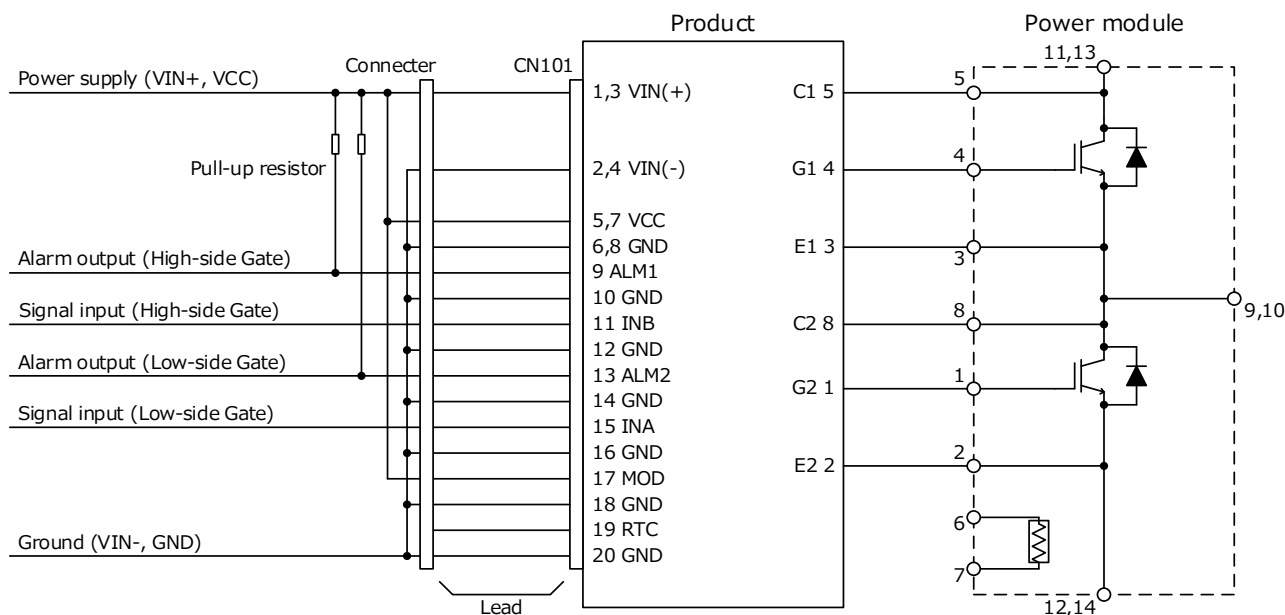 Product
Power module
Power supply (VIN+, VCC)
Connecter
CN101
Pull-up resistor
Alarm output (High-side Gate)
Signal input (High-side Gate)
Alarm output (Low-side Gate)
Signal input (Low-side Gate)
Ground (VIN-, GND)
Lead
1,3 VIN(+)
2,4 VIN(-)
5,7 VCC
6,8 GND
9 ALM1
10 GND
11 INB
12 GND
13 ALM2
14 GND
15 INA
16 GND
17 MOD
18 GND
19 RTC
20 GND
C1 5
G1 4
E1 3
C2 8
G2 1
E2 2
11,13
5
4
3
8
1
2
6
7
9,10
12,14